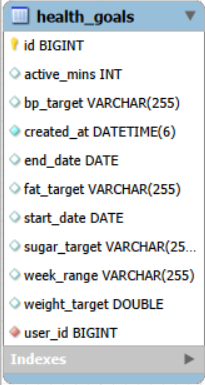 health_goals
id BIGINT
active_mins INT
bp_target VARCHAR(255)
created_at DATETIME(6)
end_date DATE
fat_target VARCHAR(255)
start_date DATE
sugar_target VARCHAR(25...
week_range VARCHAR(255)
weight_target DOUBLE
user_id BIGINT
Indexes